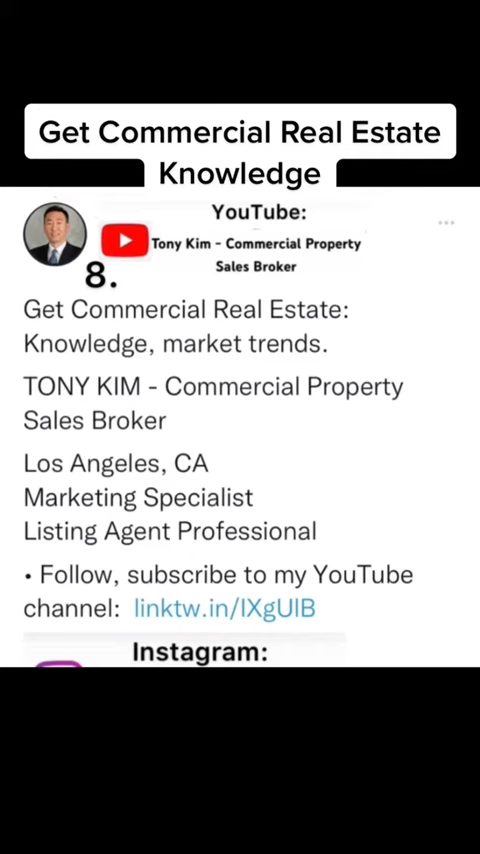 Get Commercial Real Estate
Knowledge
YouTube:
Tony Kim - Commercial Property
Sales Broker
8.
Get Commercial Real Estate:
Knowledge, market trends.
TONY KIM - Commercial Property
Sales Broker
Los Angeles, CA
Marketing Specialist
Listing Agent Professional
• Follow, subscribe to my YouTube
channel: linktw.in/IXgUIB
Instagram: